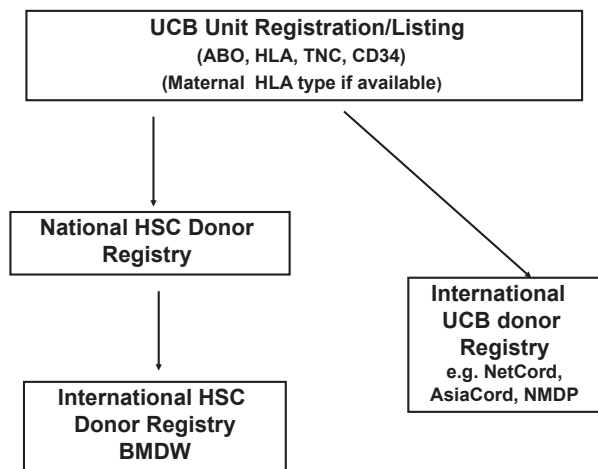 UCB Unit Registration/Listing
(ABO, HLA, TNC, CD34)
(Maternal HLA type if available)
National HSC Donor
Registry
International
UCB donor
Registry
e.g. NetCord,
AsiaCord, NMDP
International HSC
Donor Registry
BMDW